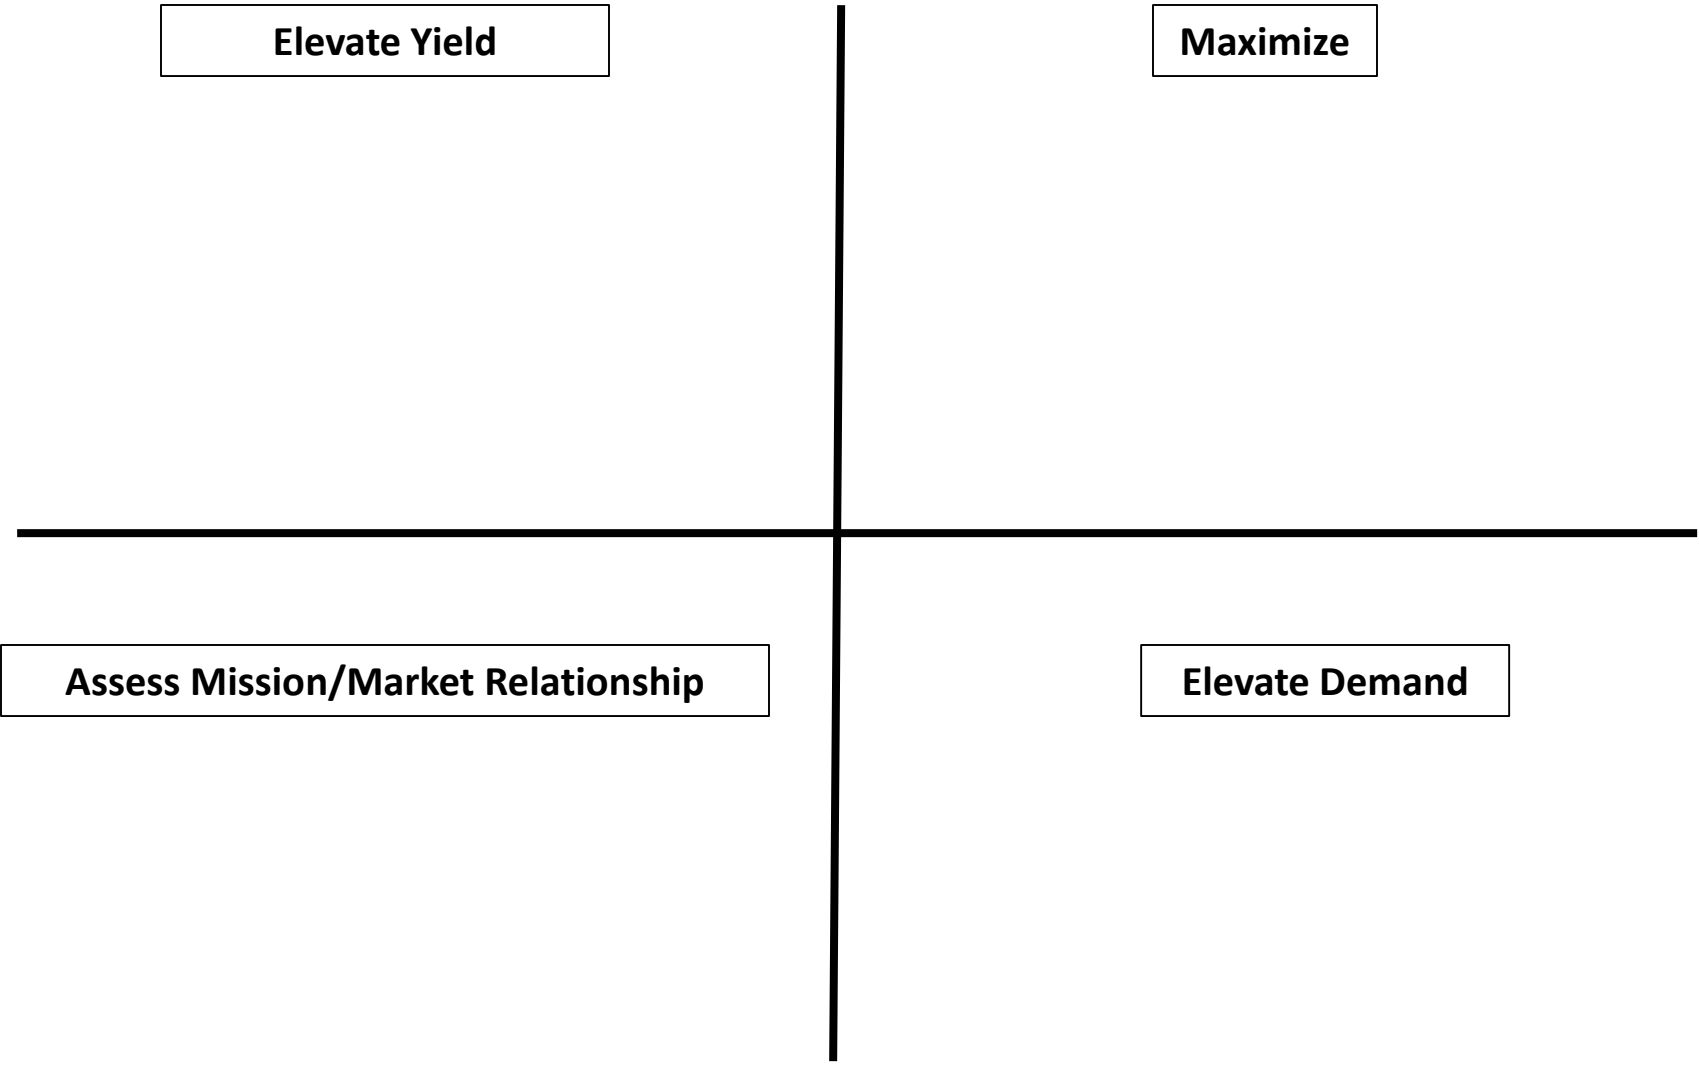 Elevate Yield
Maximize
Assess Mission/Market Relationship
Elevate Demand